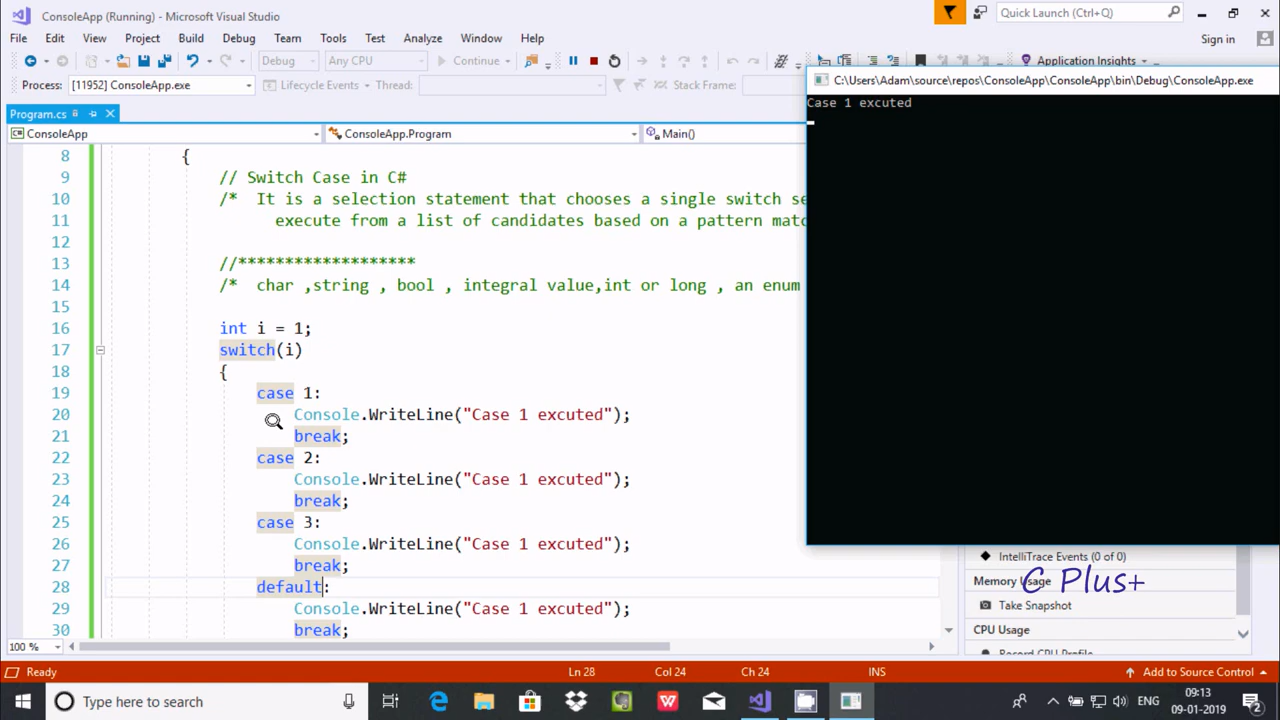 ConsoleApp (Running) - Microsoft Visual Studio
Quick Launch (Ctrl+Q)
File Edit View Project Build Debug Team Tools Test Analyze Window Help
Sign in
Debug Any CPU Continue
Application Insights
Process: [11952] ConsoleApp.exe Lifecycle Events Thread: Stack Frame:
C:\Users\Adam\source\repos\ConsoleApp\ConsoleApp\bin\Debug\ConsoleApp.exe
Case 1 excuted
Program.cs
ConsoleApp ConsoleApp.Program Main()
8 {
9 // Switch Case in C#
10 /* It is a selection statement that chooses a single switch se
11 execute from a list of candidates based on a pattern matc
12
13 //*******************
14 /* char ,string , bool , integral value,int or long , an enum
15
16 int i = 1;
17 switch(i)
18 {
19 case 1:
20 Console.WriteLine("Case 1 excuted");
21 break;
22 case 2:
23 Console.WriteLine("Case 1 excuted");
24 break;
25 case 3:
26 Console.WriteLine("Case 1 excuted");
27 break;
28 default:
29 Console.WriteLine("Case 1 excuted");
30 break;
IntelliTrace Events (0 of 0)
Memory Usage
C Plus+
Take Snapshot
CPU Usage
Record CPU Profile
100 %
Ready Ln 28 Col 24 Ch 24 INS Add to Source Control
Type here to search
ENG
09:13
09-01-2019
2